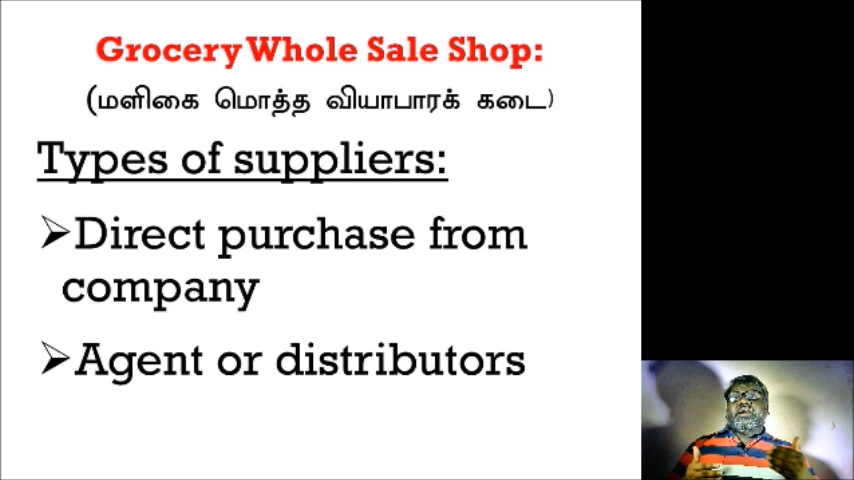 Grocery Whole Sale Shop:
(மளிகை மொத்த வியாபாரக் கடை)
Types of suppliers:
➢Direct purchase from
company
➢Agent or distributors